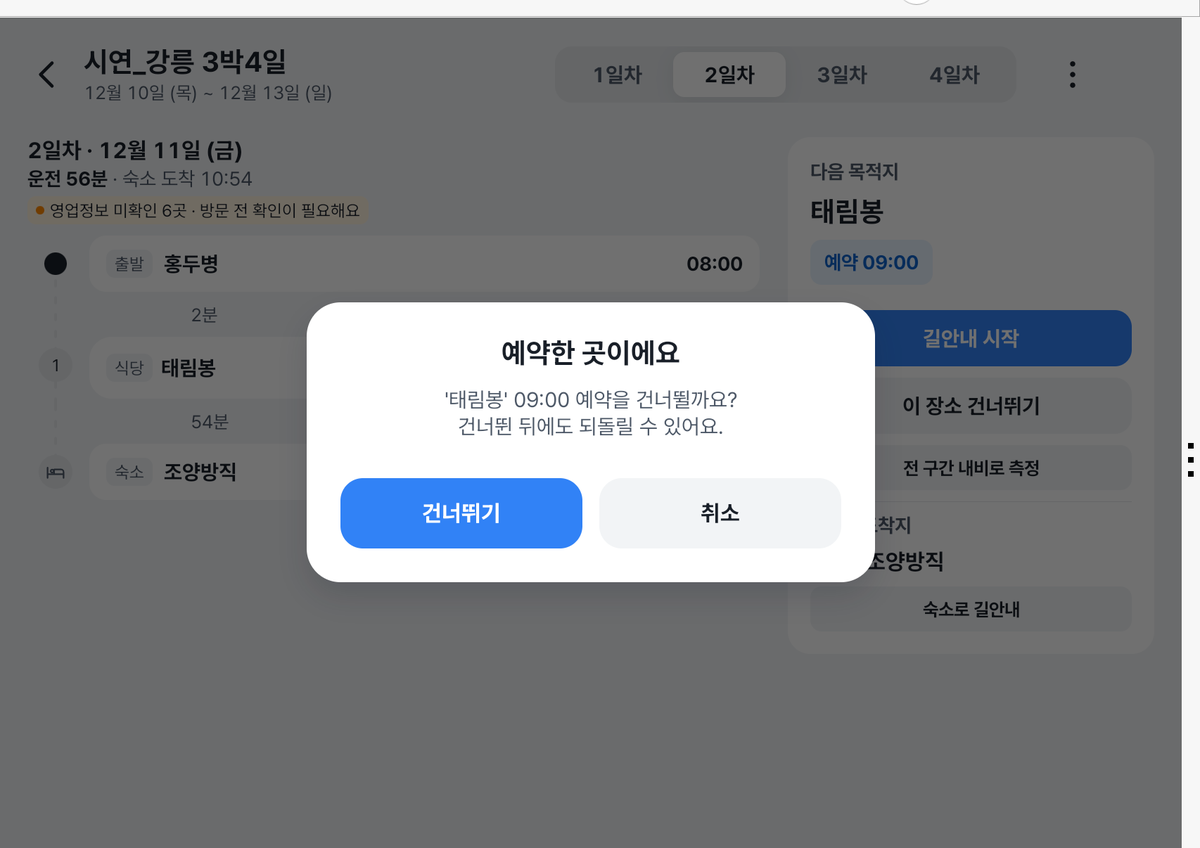 시연_강릉 3박4일
12월 10일 (목) ~ 12월 13일 (일)
1일차
2일차
3일차
4일차
2일차 · 12월 11일 (금)
운전 56분 · 숙소 도착 10:54
영업정보 미확인 6곳 · 방문 전 확인이 필요해요
출발 홍두병 08:00
2분
1 식당 태림봉
54분
숙소 조양방직
다음 목적지
태림봉
예약 09:00
길안내 시작
이 장소 건너뛰기
전 구간 내비로 측정
착지
조양방직
숙소로 길안내
예약한 곳이에요
'태림봉' 09:00 예약을 건너뛸까요?
건너뛴 뒤에도 되돌릴 수 있어요.
건너뛰기
취소